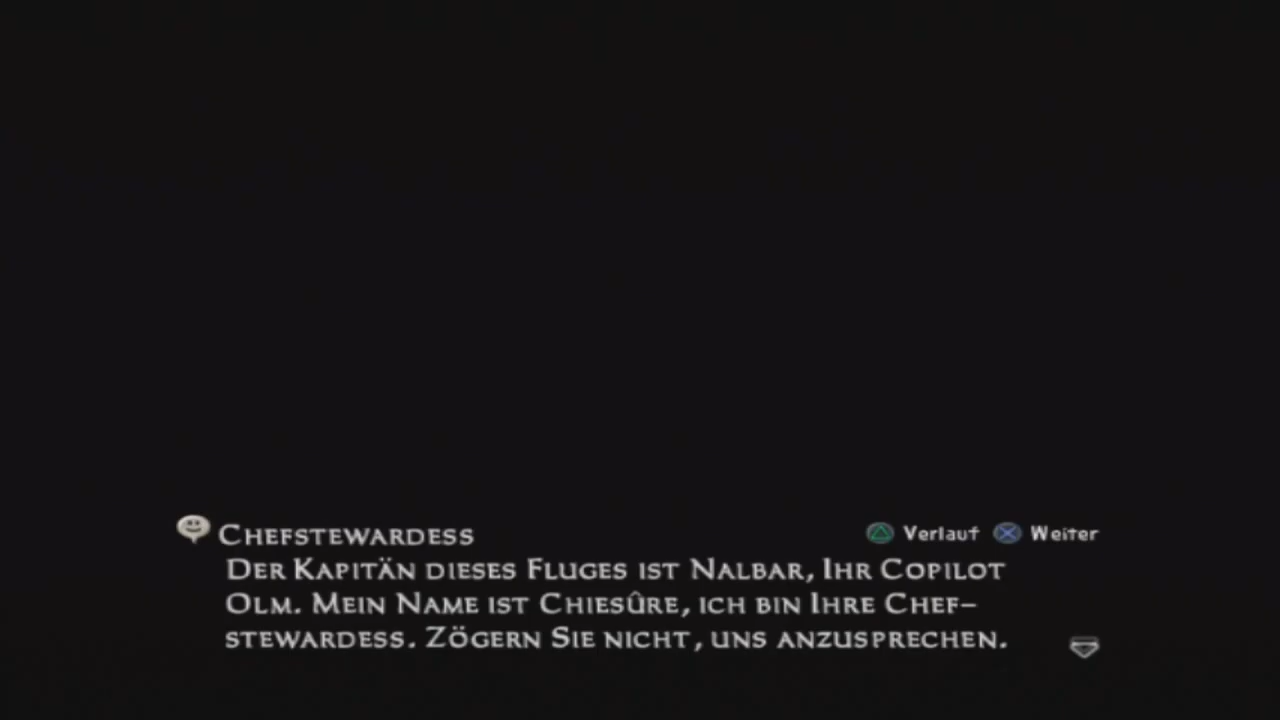 Chefstewardess
Verlauf Weiter
Der Kapitän dieses Fluges ist Nalbar, Ihr Copilot
Olm. Mein Name ist Chiesûre, ich bin Ihre Chef-
stewardess. Zögern Sie nicht, uns anzusprechen.